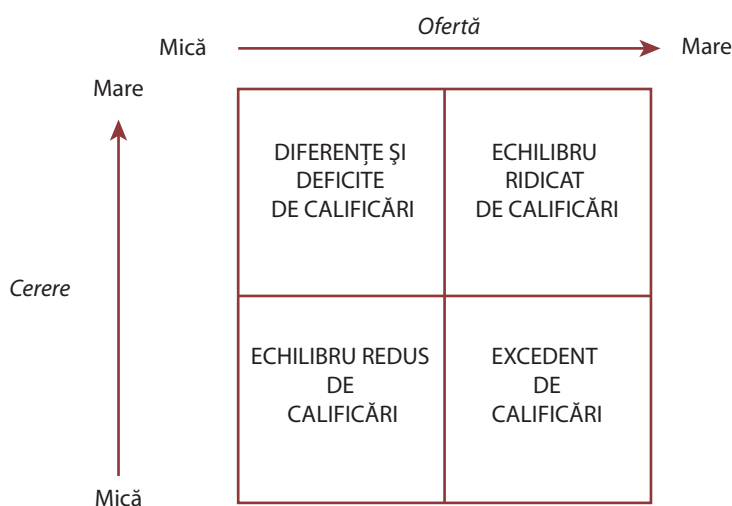 Ofertă
Mică
Mare
Mare
DIFERENȚE ŞI
DEFICITE
DE CALIFICĂRI
ECHILIBRU
RIDICAT
DE CALIFICĂRI
Cerere
ECHILIBRU REDUS
DE
CALIFICĂRI
EXCEDENT
DE
CALIFICĂRI
Mică